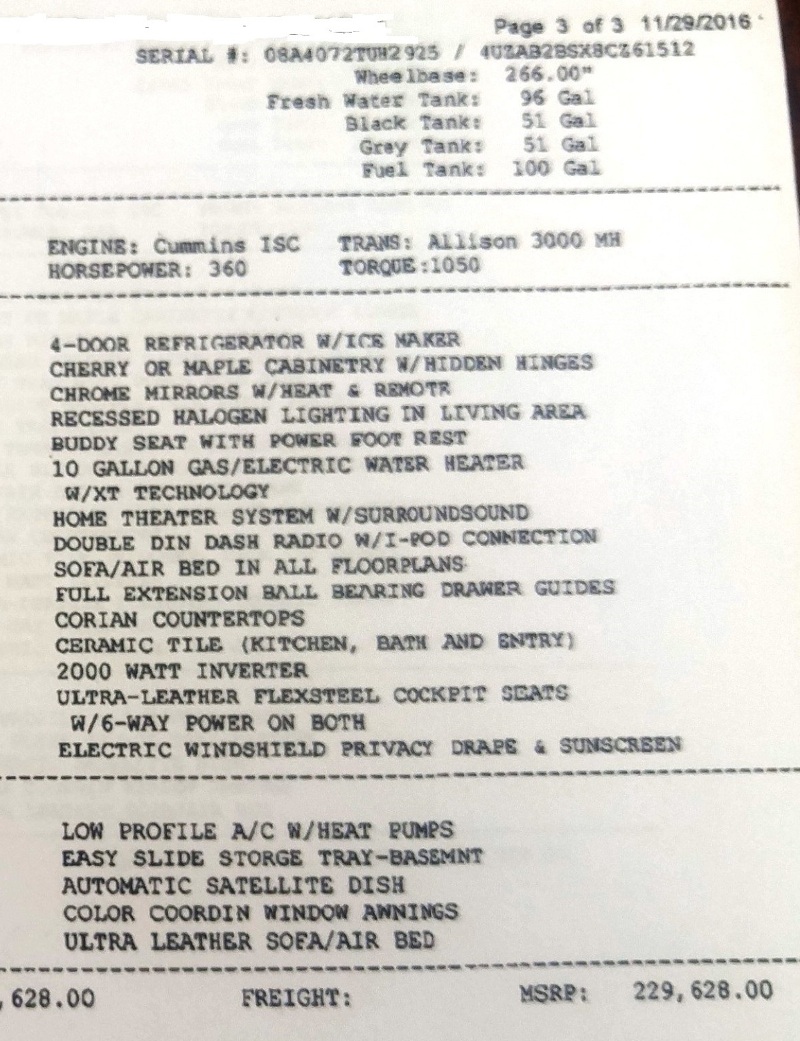 Page 3 of 3 11/29/2016
SERIAL #: 08A4072TUH2925 / 4UZAB2BSX8CZ61512
Wheelbase: 266.00"
Fresh Water Tank: 96 Gal
Black Tank: 51 Gal
Grey Tank: 51 Gal
Fuel Tank: 100 Gal
ENGINE: Cummins ISC TRANS: Allison 3000 MH
HORSEPOWER: 360 TORQUE:1050
4-DOOR REFRIGERATOR W/ICE MAKER
CHERRY OR MAPLE CABINETRY W/HIDDEN HINGES
CHROME MIRRORS W/HEAT & REMOTR
RECESSED HALOGEN LIGHTING IN LIVING AREA
BUDDY SEAT WITH POWER FOOT REST
10 GALLON GAS/ELECTRIC WATER HEATER
W/XT TECHNOLOGY
HOME THEATER SYSTEM W/SURROUNDSOUND
DOUBLE DIN DASH RADIO W/I-POD CONNECTION
SOFA/AIR BED IN ALL FLOORPLANS
FULL EXTENSION BALL BEARING DRAWER GUIDES
CORIAN COUNTERTOPS
CERAMIC TILE (KITCHEN, BATH AND ENTRY)
2000 WATT INVERTER
ULTRA-LEATHER FLEXSTEEL COCKPIT SEATS
W/6-WAY POWER ON BOTH
ELECTRIC WINDSHIELD PRIVACY DRAPE & SUNSCREEN
LOW PROFILE A/C W/HEAT PUMPS
EASY SLIDE STORGE TRAY-BASEMNT
AUTOMATIC SATELLITE DISH
COLOR COORDIN WINDOW AWNINGS
ULTRA LEATHER SOFA/AIR BED
,628.00 FREIGHT: MSRP: 229,628.00